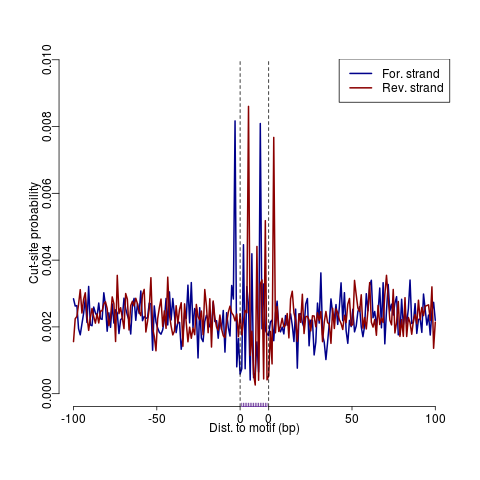 For. strand
Rev. strand
Cut-site probability
0.010
0.008
0.006
0.004
0.002
0.000
-100 -50 0 0 50 100
Dist. to motif (bp)